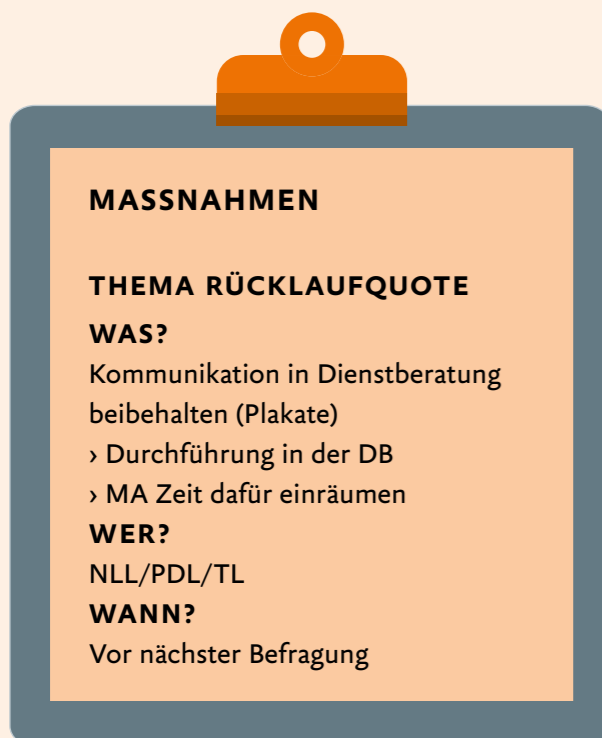 MASSNAHMEN
THEMA RÜCKLAUFQUOTE
WAS?
Kommunikation in Dienstberatung
beibehalten (Plakate)
› Durchführung in der DB
› MA Zeit dafür einräumen
WER?
NLL/PDL/TL
WANN?
Vor nächster Befragung